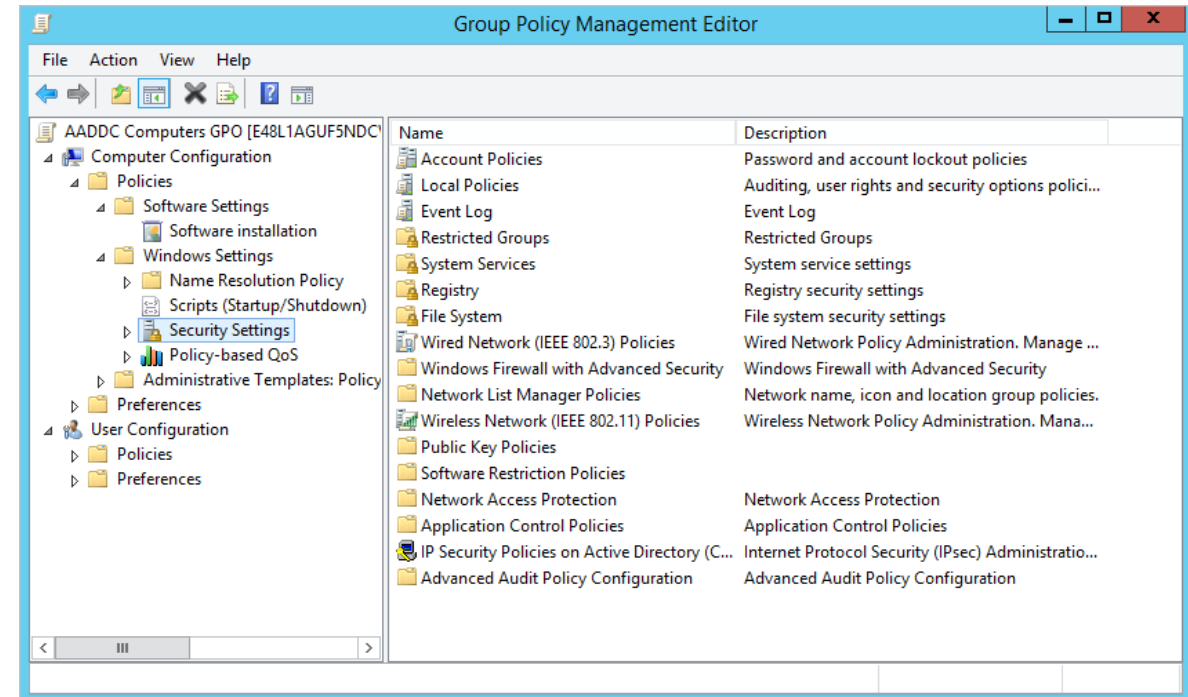 Group Policy Management Editor
File Action View Help
AADDC Computers GPO [E48L1AGUF5NDC
Computer Configuration
Policies
Software Settings
Software installation
Windows Settings
Name Resolution Policy
Scripts (Startup/Shutdown)
Security Settings
Policy-based QoS
Administrative Templates: Policy
Preferences
User Configuration
Policies
Preferences
Name Description
Account Policies Password and account lockout policies
Local Policies Auditing, user rights and security options polici...
Event Log Event Log
Restricted Groups Restricted Groups
System Services System service settings
Registry Registry security settings
File System File system security settings
Wired Network (IEEE 802.3) Policies Wired Network Policy Administration. Manage ...
Windows Firewall with Advanced Security Windows Firewall with Advanced Security
Network List Manager Policies Network name, icon and location group policies.
Wireless Network (IEEE 802.11) Policies Wireless Network Policy Administration. Mana...
Public Key Policies
Software Restriction Policies
Network Access Protection Network Access Protection
Application Control Policies Application Control Policies
IP Security Policies on Active Directory (C... Internet Protocol Security (IPsec) Administratio...
Advanced Audit Policy Configuration Advanced Audit Policy Configuration